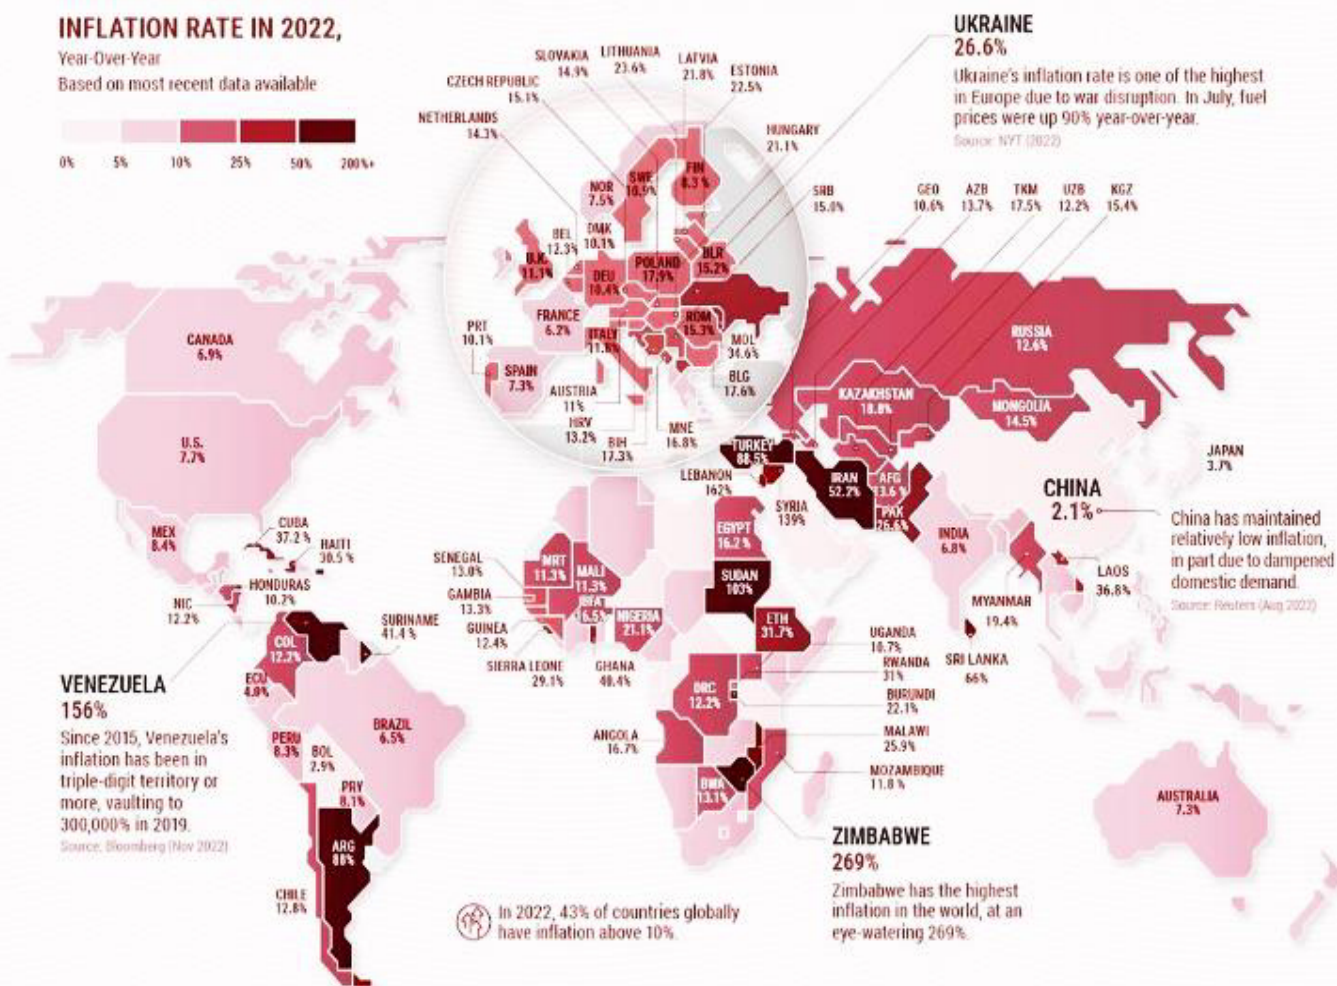 INFLATION RATE IN 2022,
Year-Over-Year
Based on most recent data available
0% 5% 10% 25% 50% 200%+
UKRAINE
26.6%
Ukraine's inflation rate is one of the highest
in Europe due to war disruption. In July, fuel
prices were up 90% year-over-year.
Source: NYT (2022)
SLOVAKIA
14.9%
LITHUANIA
23.6%
LATVIA
21.8%
ESTONIA
22.5%
CZECH REPUBLIC
15.1%
NETHERLANDS
14.3%
HUNGARY
21.1%
SRB
15.0%
GEO
10.6%
AZB
13.7%
TKM
17.5%
UZB
12.2%
KGZ
15.4%
NOR
7.5%
SWE
10.9%
FIN
8.3 %
BEL
12.3%
DMK
10.1%
U.K.
11.1%
DEU
10.4%
POLAND
17.9%
BLR
15.2%
FRANCE
6.2%
ITALY
11.8%
ROM
15.3%
MOL
34.6%
PRT
10.1%
SPAIN
7.3%
BLG
17.6%
AUSTRIA
11%
HRV
13.2%
BIH
17.3%
MNE
16.8%
CANADA
6.9%
U.S.
7.7%
MEX
8.4%
CUBA
37.2 %
HAITI
30.5 %
HONDURAS
10.2%
NIC
12.2%
SURINAME
41.4 %
COL
12.2%
ECU
4.0%
BRAZIL
6.5%
PERU
8.3%
BOL
2.9%
PRY
8.1%
ARG
88%
CHILE
12.8%
VENEZUELA
156%
Since 2015, Venezuela's
inflation has been in
triple-digit territory or
more, vaulting to
300,000% in 2019.
Source: Bloomberg (Nov 2022)
RUSSIA
12.6%
KAZAKHSTAN
18.8%
MONGOLIA
14.5%
JAPAN
3.7%
TURKEY
88.5%
LEBANON
162%
SYRIA
139%
IRAN
52.2%
AFG
13.6 %
PAK
26.6%
INDIA
6.8%
CHINA
2.1%
China has maintained
relatively low inflation,
in part due to dampened
domestic demand.
Source: Reuters (Aug 2022)
LAOS
36.8%
MYANMAR
19.4%
SRI LANKA
66%
EGYPT
16.2 %
SUDAN
103%
ETH
31.7%
MRT
11.3%
MALI
11.3%
6.5%
NIGERIA
21.1%
SENEGAL
13.0%
GAMBIA
13.3%
GUINEA
12.4%
SIERRA LEONE
29.1%
GHANA
40.4%
UGANDA
10.7%
RWANDA
31%
BURUNDI
22.1%
DRC
12.2%
ANGOLA
16.7%
MALAWI
25.9%
MOZAMBIQUE
11.8 %
BWA
13.1%
ZIMBABWE
269%
Zimbabwe has the highest
inflation in the world, at an
eye-watering 269%.
AUSTRALIA
7.3%
In 2022, 43% of countries globally
have inflation above 10%.